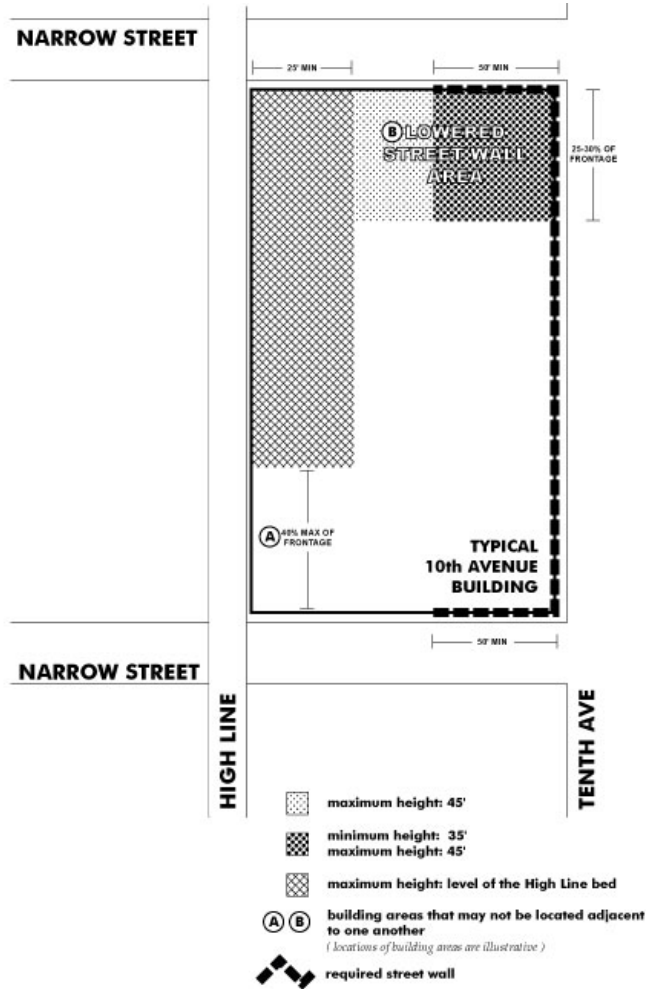 NARROW STREET
25' MIN
50' MIN
B LOWERED
STREET WALL
AREA
25-30% OF
FRONTAGE
A 40% MAX OF
FRONTAGE
TYPICAL
10th AVENUE
BUILDING
50' MIN
NARROW STREET
HIGH LINE
TENTH AVE
maximum height: 45'
minimum height: 35'
maximum height: 45'
maximum height: level of the High Line bed
A B building areas that may not be located adjacent
to one another
( locations of building areas are illustrative )
required street wall